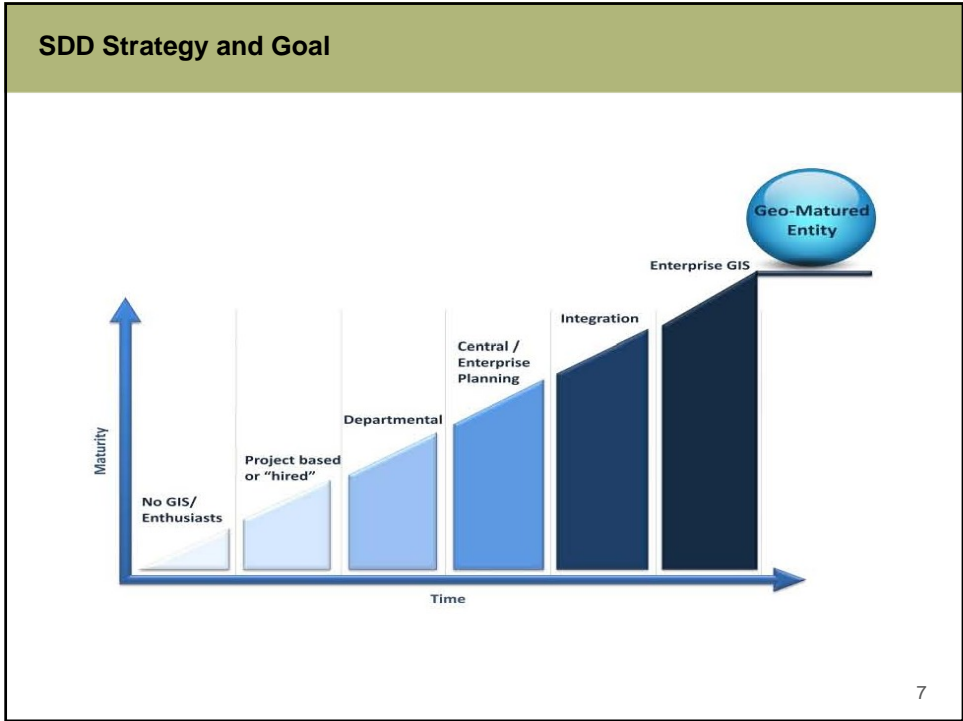 SDD Strategy and Goal
Geo-Matured
Entity
Enterprise GIS
Integration
Central /
Enterprise
Planning
Departmental
Project based
or “hired”
No GIS/
Enthusiasts
Maturity
Time
7